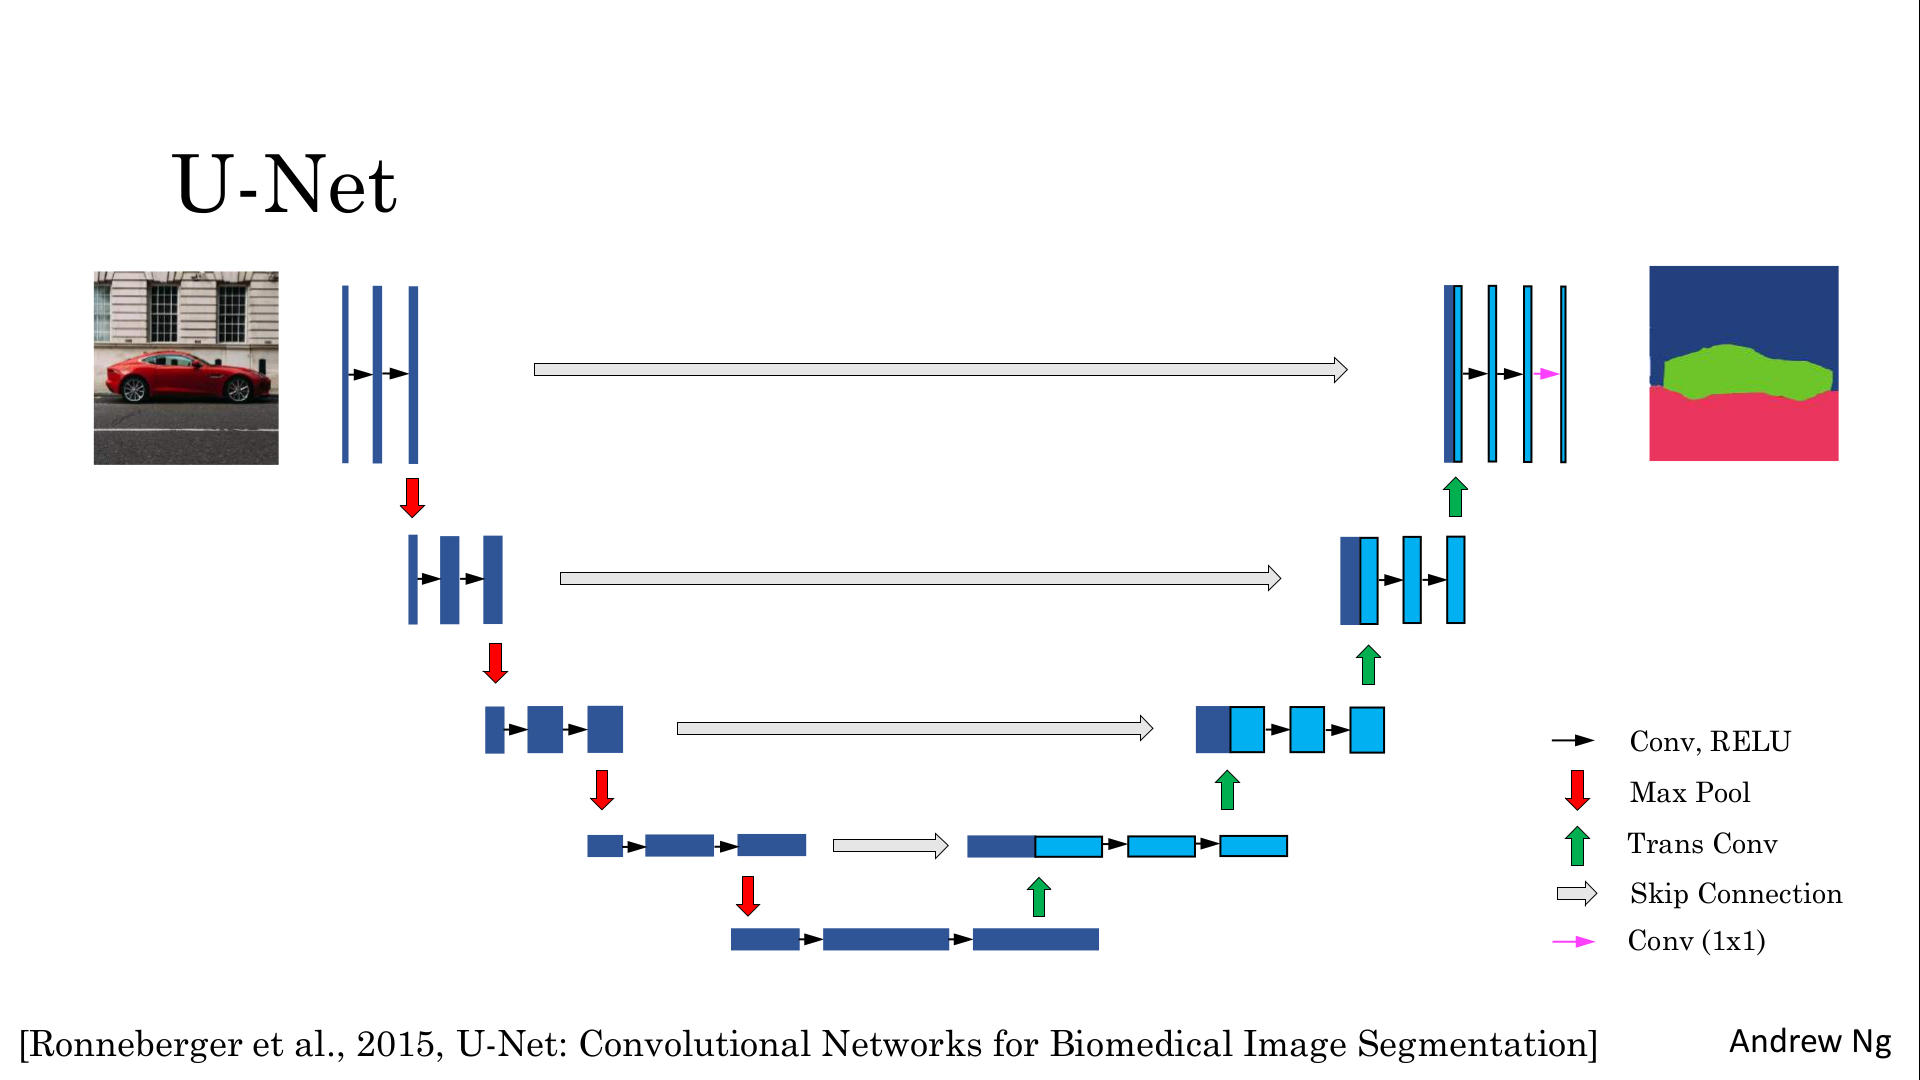 U-Net
Conv, RELU
Max Pool
Trans Conv
Skip Connection
Conv (1x1)
[Ronneberger et al., 2015, U-Net: Convolutional Networks for Biomedical Image Segmentation]
Andrew Ng